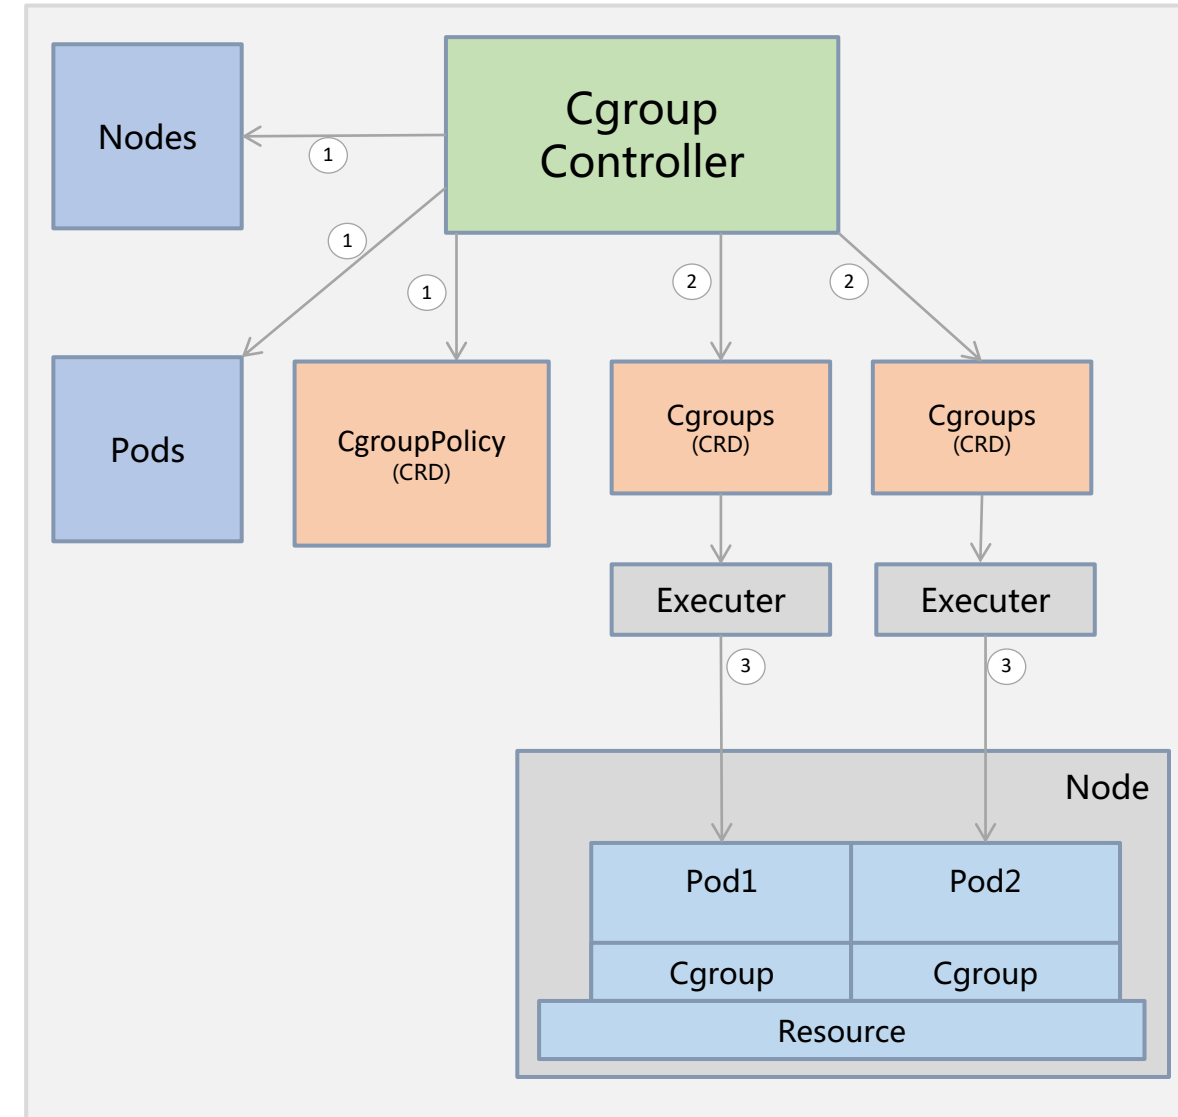 Cgroup
Controller
Nodes
1
1
1
2
2
Pods
CgroupPolicy
(CRD)
Cgroups
(CRD)
Cgroups
(CRD)
Executer
Executer
3
3
Node
Pod1
Pod2
Cgroup
Cgroup
Resource